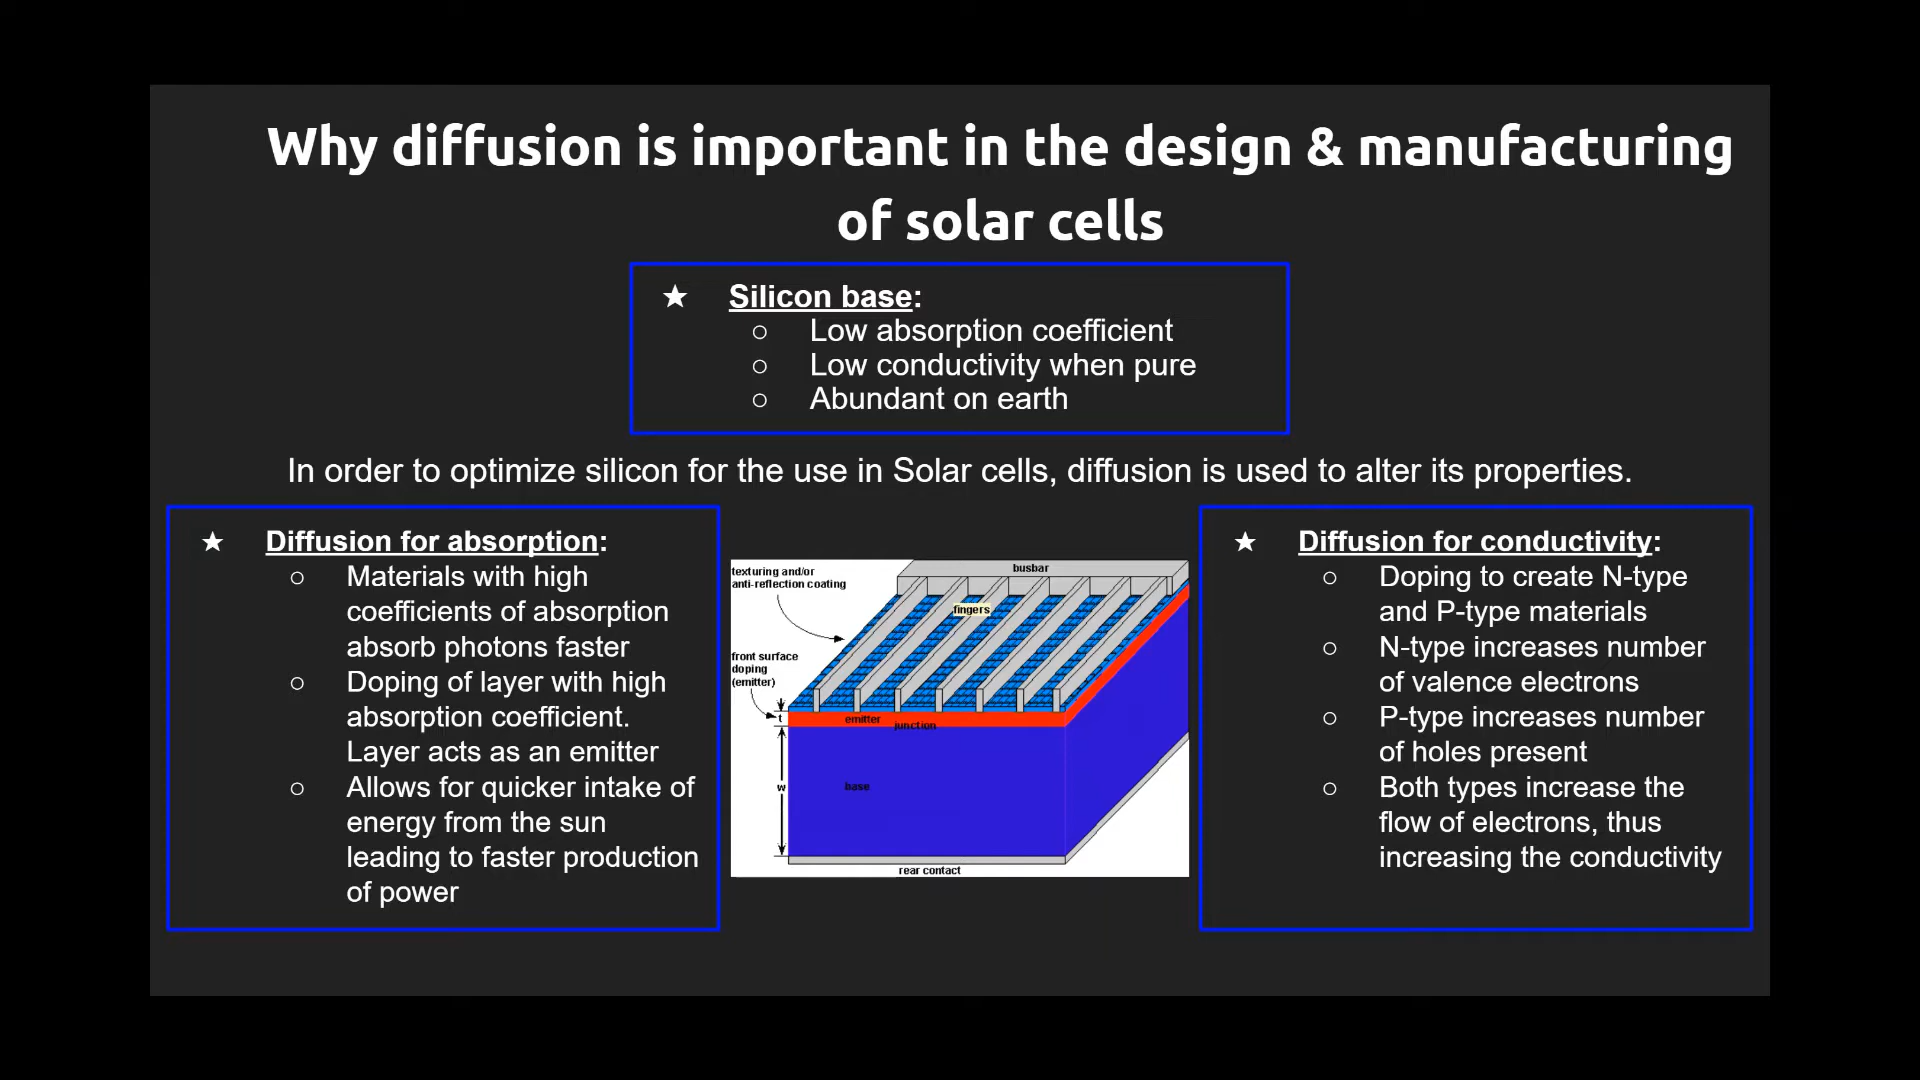 Why diffusion is important in the design & manufacturing
of solar cells
★ Silicon base:
○ Low absorption coefficient
○ Low conductivity when pure
○ Abundant on earth
In order to optimize silicon for the use in Solar cells, diffusion is used to alter its properties.
★ Diffusion for absorption:
○ Materials with high
coefficients of absorption
absorb photons faster
○ Doping of layer with high
absorption coefficient.
Layer acts as an emitter
○ Allows for quicker intake of
energy from the sun
leading to faster production
of power
texturing and/or
anti-reflection coating
busbar
fingers
front surface
doping
(emitter)
t
emitter
junction
w
base
rear contact
★ Diffusion for conductivity:
○ Doping to create N-type
and P-type materials
○ N-type increases number
of valence electrons
○ P-type increases number
of holes present
○ Both types increase the
flow of electrons, thus
increasing the conductivity